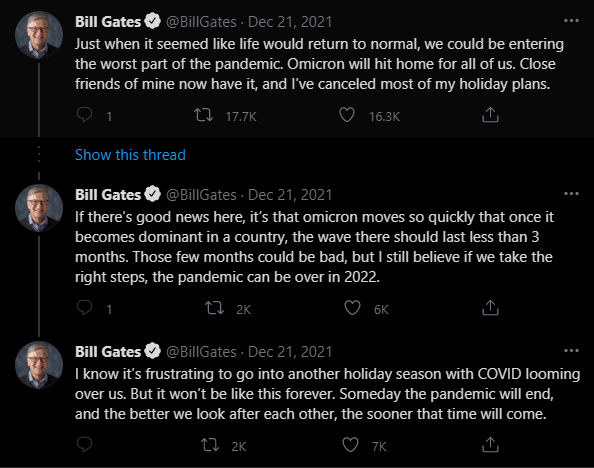 Bill Gates @BillGates · Dec 21, 2021
Just when it seemed like life would return to normal, we could be entering
the worst part of the pandemic. Omicron will hit home for all of us. Close
friends of mine now have it, and I've canceled most of my holiday plans.
1 17.7K 16.3K
Show this thread
Bill Gates @BillGates · Dec 21, 2021
If there's good news here, it's that omicron moves so quickly that once it
becomes dominant in a country, the wave there should last less than 3
months. Those few months could be bad, but I still believe if we take the
right steps, the pandemic can be over in 2022.
1 2K 6K
Bill Gates @BillGates · Dec 21, 2021
I know it's frustrating to go into another holiday season with COVID looming
over us. But it won't be like this forever. Someday the pandemic will end,
and the better we look after each other, the sooner that time will come.
2K 7K